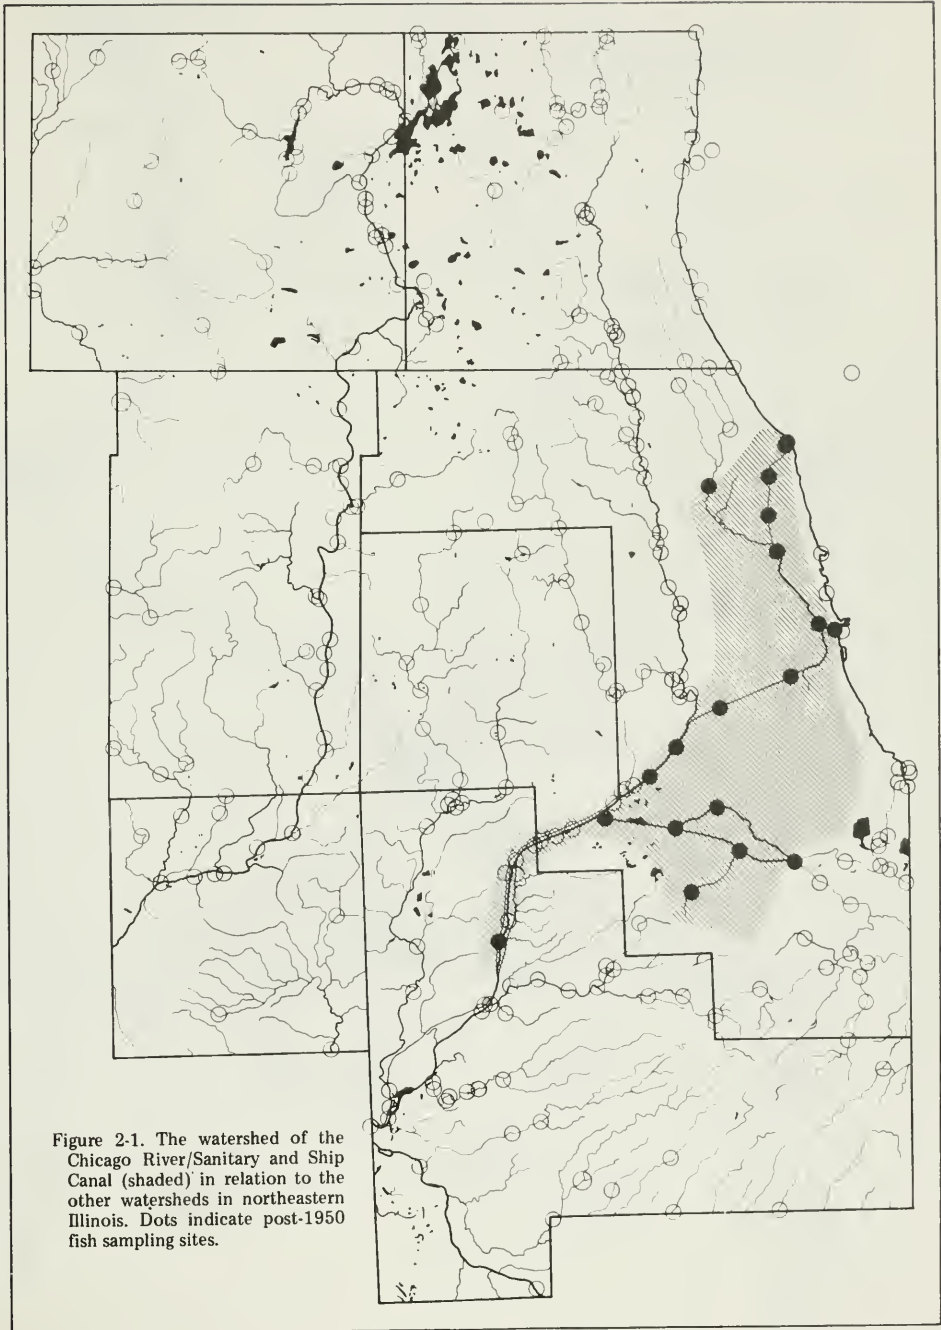 Figure 2-1. The watershed of the
Chicago River/Sanitary and Ship
Canal (shaded) in relation to the
other watersheds in northeastern
Illinois. Dots indicate post-1950
fish sampling sites.